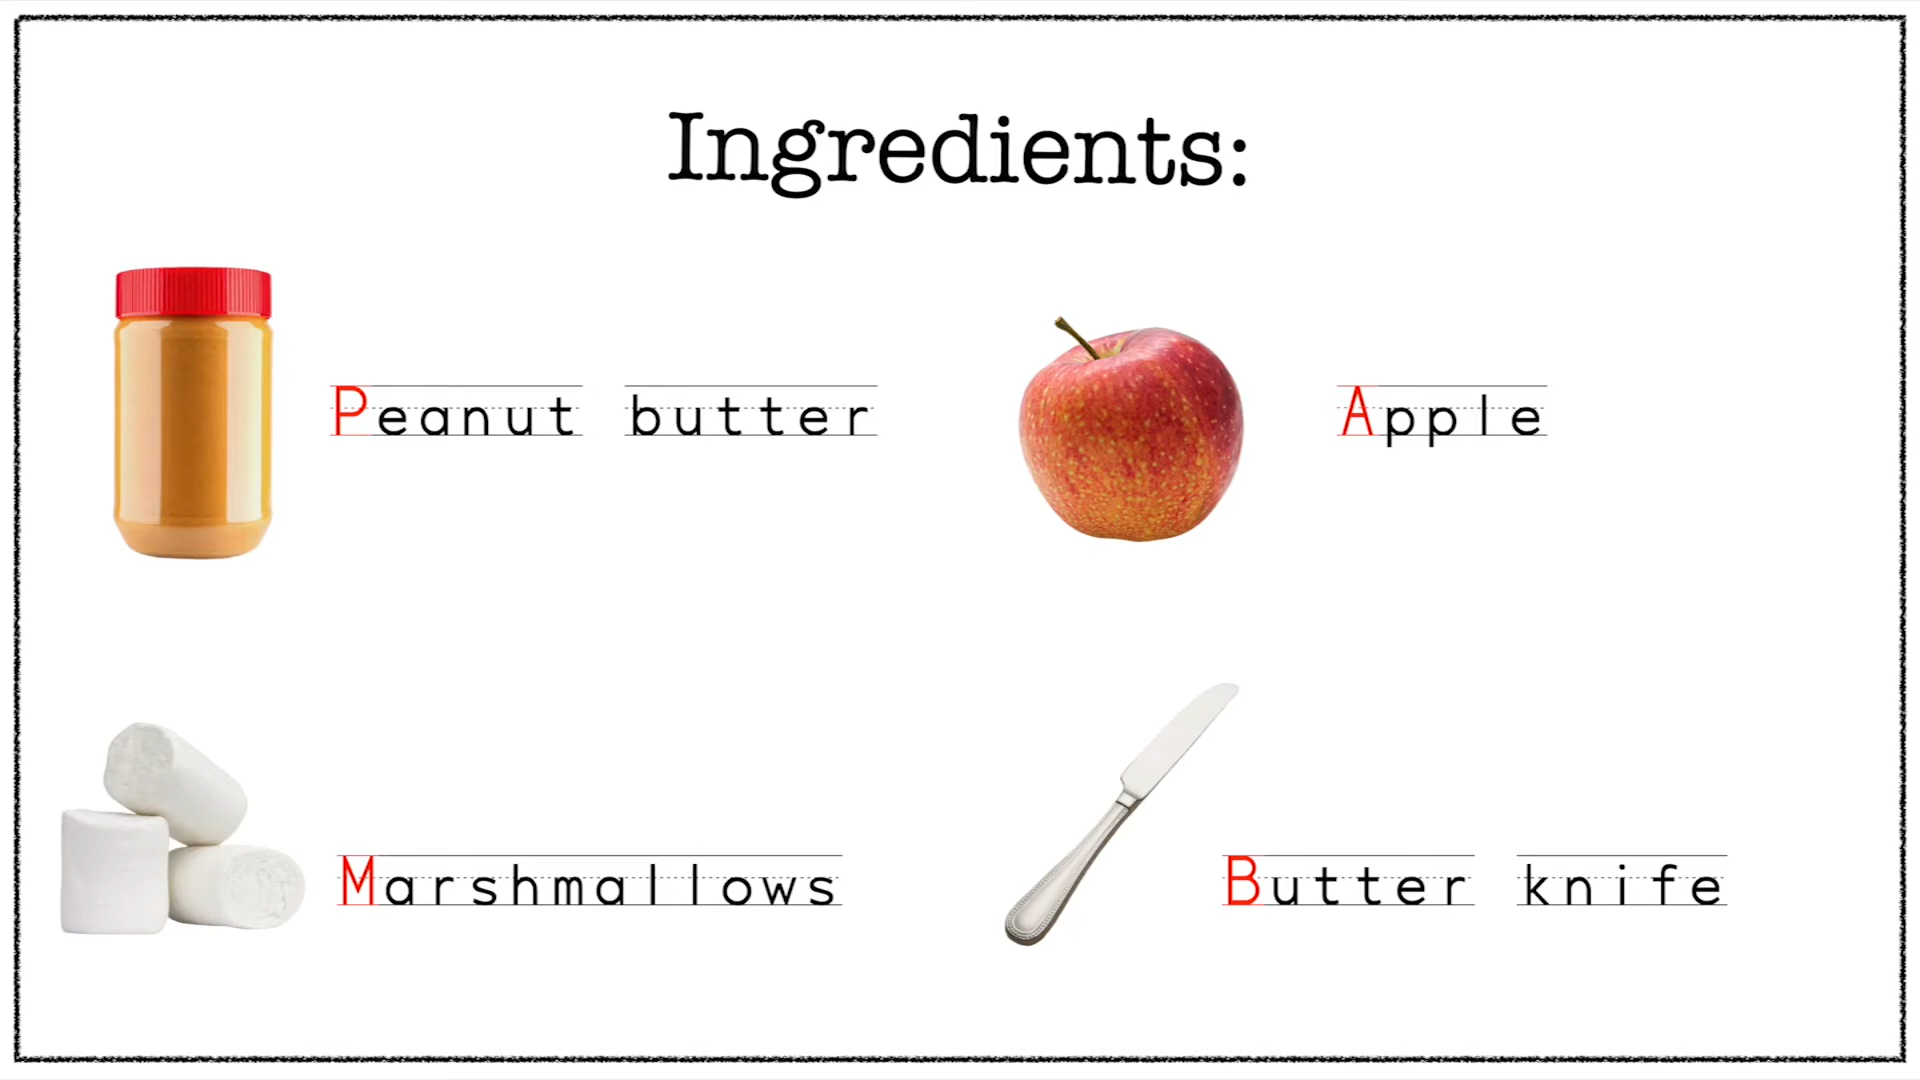 Ingredients:
Peanut butter
Apple
Marshmallows
Butter knife